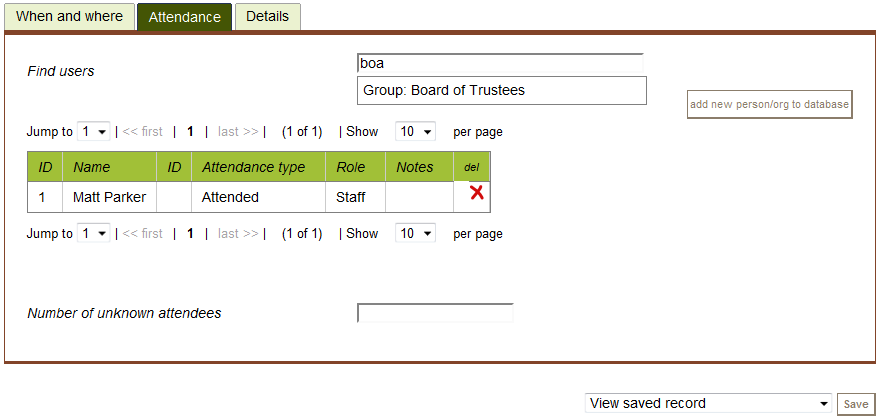 When and where Attendance Details
Find users boa
Group: Board of Trustees
add new person/org to database
Jump to 1 | << first | 1 | last >> | (1 of 1) | Show 10 per page
ID Name ID Attendance type Role Notes del
1 Matt Parker Attended Staff
Jump to 1 | << first | 1 | last >> | (1 of 1) | Show 10 per page
Number of unknown attendees
View saved record Save